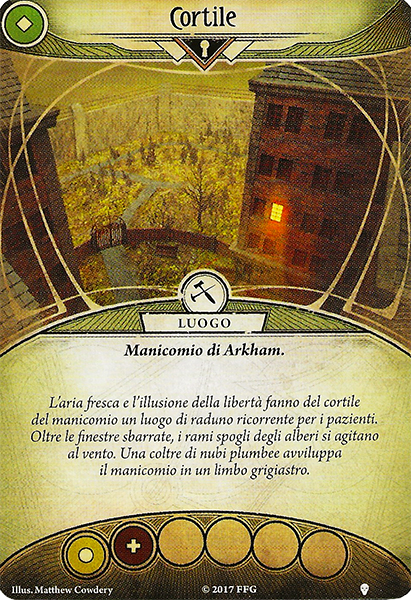 Cortile
LUOGO
Manicomio di Arkham.
L'aria fresca e l'illusione della libertà fanno del cortile
del manicomio un luogo di raduno ricorrente per i pazienti.
Oltre le finestre sbarrate, i rami spogli degli alberi si agitano
al vento. Una coltre di nubi plumbee avviluppa
il manicomio in un limbo grigiastro.
Illus. Matthew Cowdery
© 2017 FFG